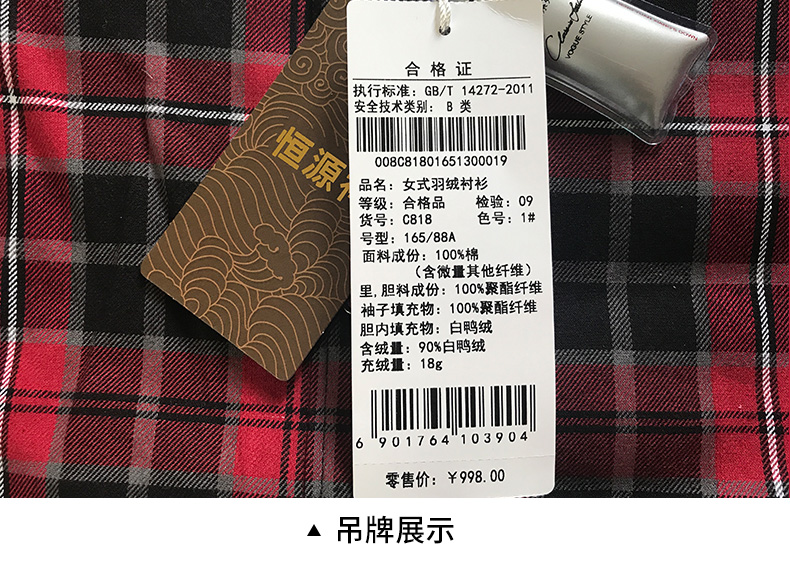 合格证
执行标准：GB/T 14272-2011
安全技术类别： B 类
008C81801651300019
品名：女式羽绒衬衫
等级：合格品 检验：09
货号：C818 色号：1#
号型：165/88A
面料成份：100%棉
（含微量其他纤维）
里,胆料成份：100%聚酯纤维
袖子填充物：100%聚酯纤维
胆内填充物：白鸭绒
含绒量：90%白鸭绒
充绒量：18g
6 901764 103904
零售价：￥998.00
恒源
VOGUE STYLE
▲ 吊牌展示